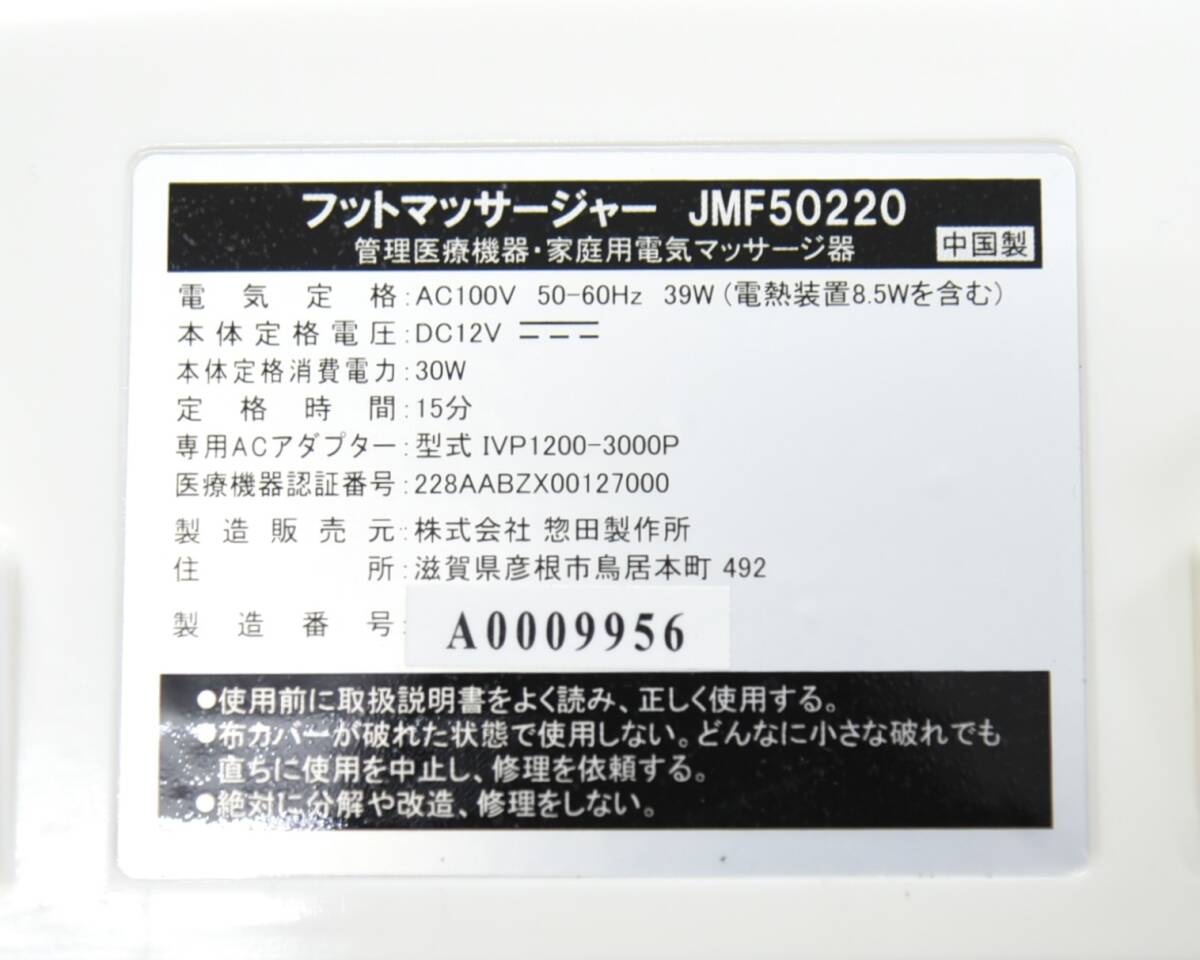 フットマッサージャー JMF50220
管理医療機器・家庭用電気マッサージ器 中国製
電気定格:AC100V 50-60Hz 39W(電熱装置8.5Wを含む)
本体定格電圧:DC12V
本体定格消費電力:30W
定格時間:15分
専用ACアダプター:型式 IVP1200-3000P
医療機器認証番号:228AABZX00127000
製造販売元:株式会社 惣田製作所
住所:滋賀県彦根市鳥居本町 492
製造番号: A0009956
●使用前に取扱説明書をよく読み、正しく使用する。
●布カバーが破れた状態で使用しない。どんなに小さな破れでも
直ちに使用を中止し、修理を依頼する。
●絶対に分解や改造、修理をしない。